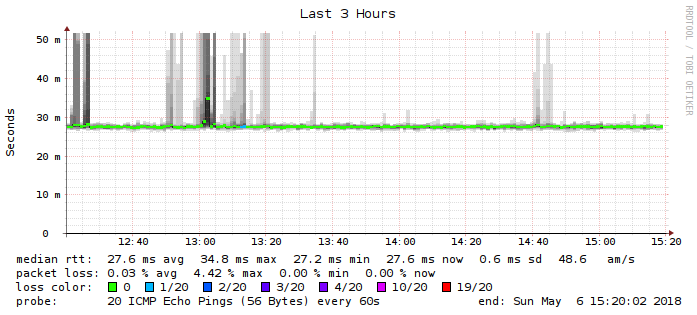 Last 3 Hours
RRDTOOL / TOBI OETIKER
Seconds
50 m
40 m
30 m
20 m
10 m
0
12:40 13:00 13:20 13:40 14:00 14:20 14:40 15:00 15:20
median rtt: 27.6 ms avg 34.8 ms max 27.2 ms min 27.6 ms now 0.6 ms sd 48.6 am/s
packet loss: 0.03 % avg 4.42 % max 0.00 % min 0.00 % now
loss color: 0 1/20 2/20 3/20 4/20 10/20 19/20
probe: 20 ICMP Echo Pings (56 Bytes) every 60s end: Sun May 6 15:20:02 2018